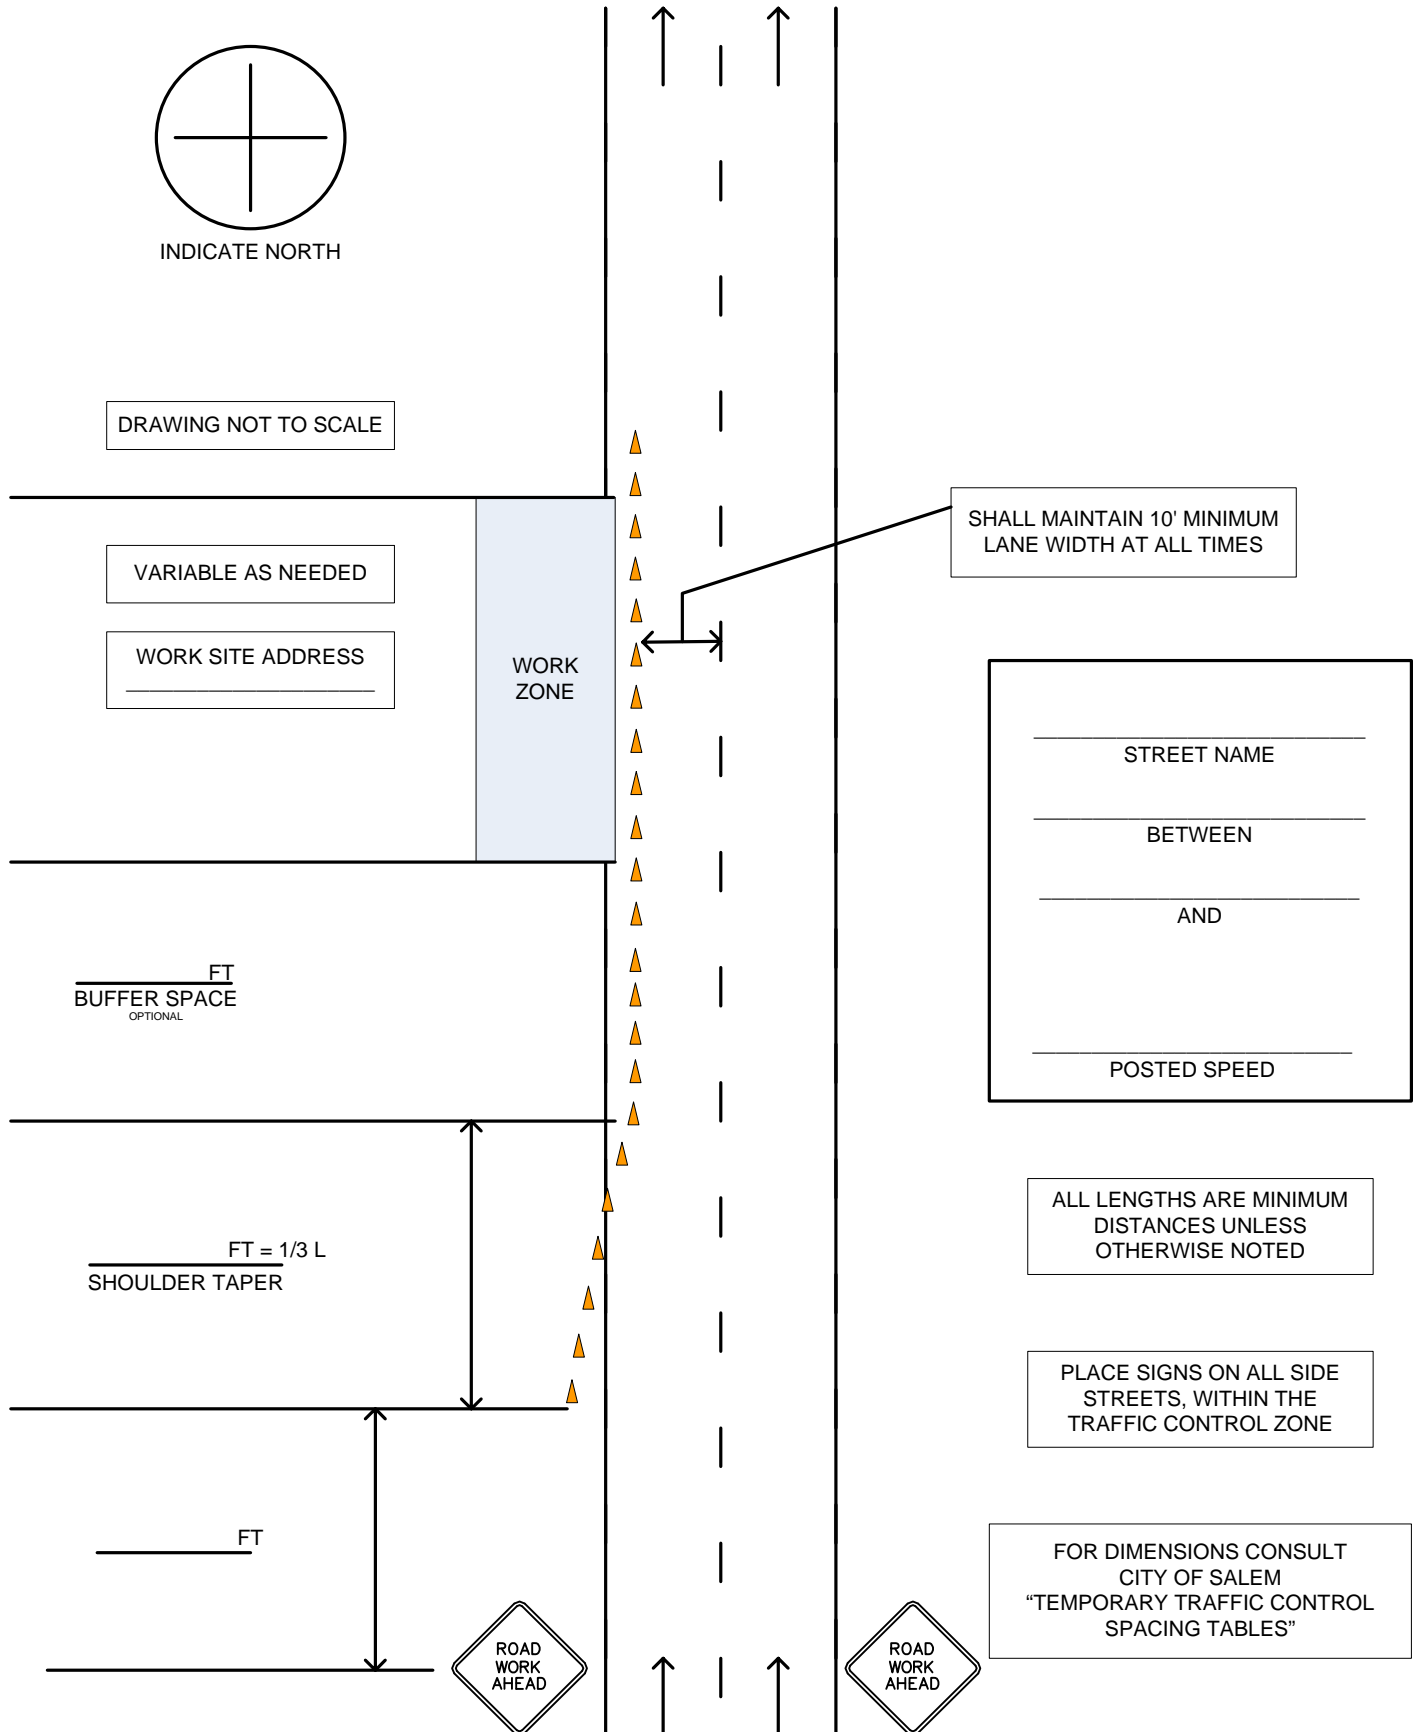 INDICATE NORTH
DRAWING NOT TO SCALE
SHALL MAINTAIN 10' MINIMUM
LANE WIDTH AT ALL TIMES
VARIABLE AS NEEDED
WORK SITE ADDRESS
WORK
ZONE
STREET NAME
BETWEEN
AND
POSTED SPEED
FT
BUFFER SPACE
OPTIONAL
ALL LENGTHS ARE MINIMUM
DISTANCES UNLESS
OTHERWISE NOTED
FT = 1/3 L
SHOULDER TAPER
PLACE SIGNS ON ALL SIDE
STREETS, WITHIN THE
TRAFFIC CONTROL ZONE
FT
FOR DIMENSIONS CONSULT
CITY OF SALEM
“TEMPORARY TRAFFIC CONTROL
SPACING TABLES”
ROAD
WORK
AHEAD
ROAD
WORK
AHEAD